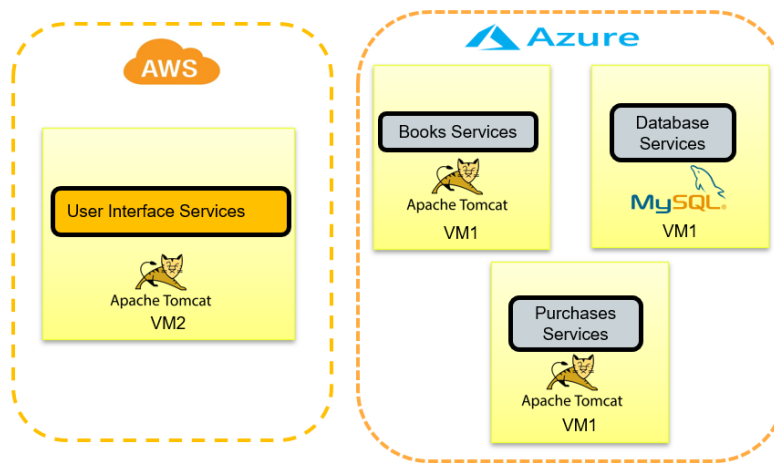 AWS
User Interface Services
Apache Tomcat
VM2
Azure
Books Services
Apache Tomcat
VM1
Database
Services
MySQL®
VM1
Purchases
Services
Apache Tomcat
VM1